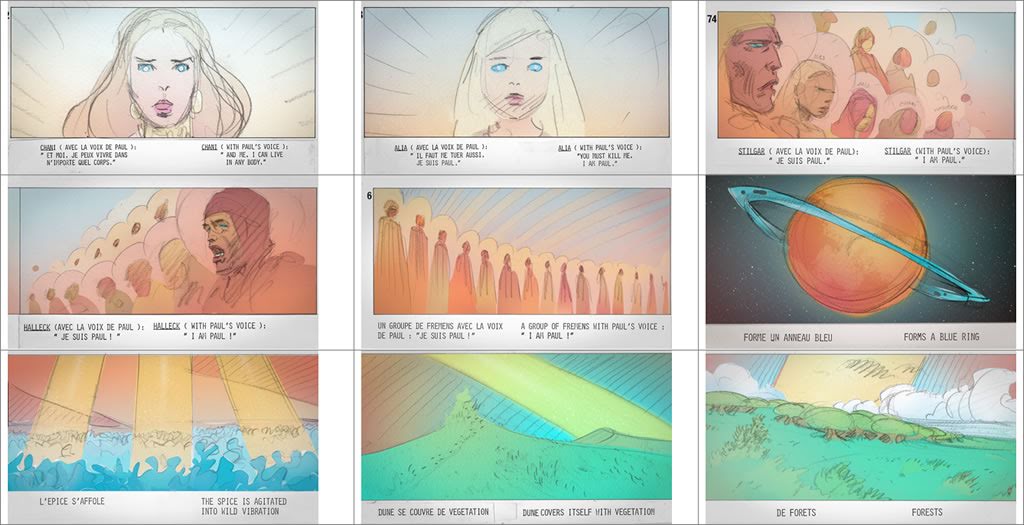 74
CHANI ( AVEC LA VOIX DE PAUL ):
" ET MOI. JE PEUX VIVRE DANS
N'IMPORTE QUEL CORPS."
CHANI ( WITH PAUL'S VOICE ):
" AND ME. I CAN LIVE
IN ANY BODY."
ALIA ( AVEC LA VOIX DE PAUL ):
" IL FAUT ME TUER AUSSI,
JE SUIS PAUL."
ALIA ( WITH PAUL'S VOICE ):
"YOU MUST KILL ME.
I AM PAUL."
STILGAR ( AVEC LA VOIX DE PAUL):
" JE SUIS PAUL."
STILGAR (WITH PAUL'S VOICE):
" I AM PAUL."
HALLECK (AVEC LA VOIX DE PAUL ):
" JE SUIS PAUL ! "
HALLECK ( WITH PAUL'S VOICE ):
" I AM PAUL !"
6
UN GROUPE DE FREMENS AVEC LA VOIX
DE PAUL : "JE SUIS PAUL !"
A GROUP OF FREMENS WITH PAUL'S VOICE :
" I AM PAUL !"
FORME UN ANNEAU BLEU
FORMS A BLUE RING
L'EPICE S'AFFOLE
THE SPICE IS AGITATED
INTO WILD VIBRATION
DUNE SE COUVRE DE VEGETATION
DUNE COVERS ITSELF WITH VEGETATION
DE FORETS
FORESTS